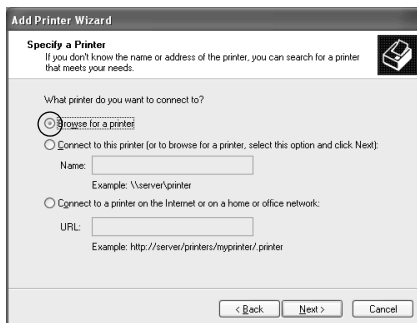 Add Printer Wizard
Specify a Printer
If you don't know the name or address of the printer, you can search for a printer
that meets your needs.
What printer do you want to connect to?
Browse for a printer
Connect to this printer (or to browse for a printer, select this option and click Next):
Name:
Example: \\server\printer
Connect to a printer on the Internet or on a home or office network:
URL:
Example: http://server/printers/myprinter/.printer
< Back Next > Cancel